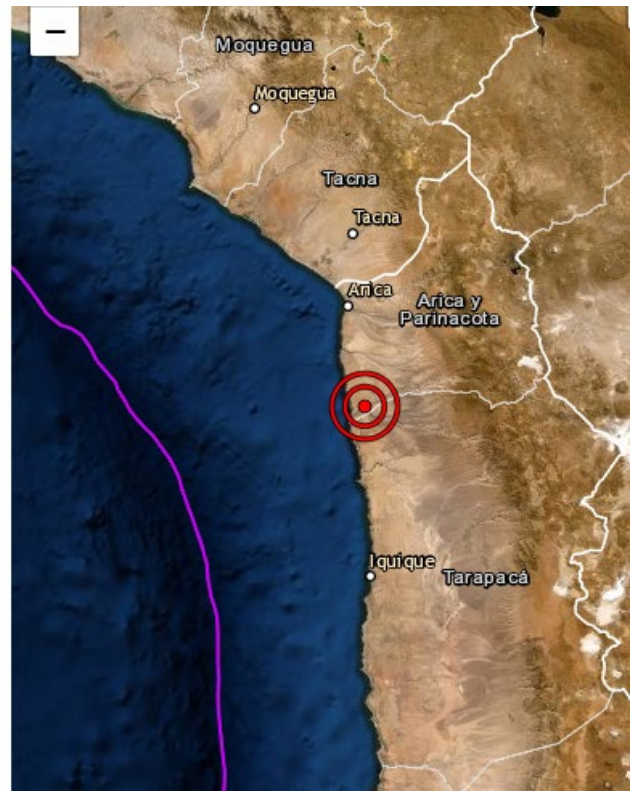 −
Moquegua
Moquegua
Tacna
Tacna
Arica
Arica y
Parinacota
Iquique
Tarapacá